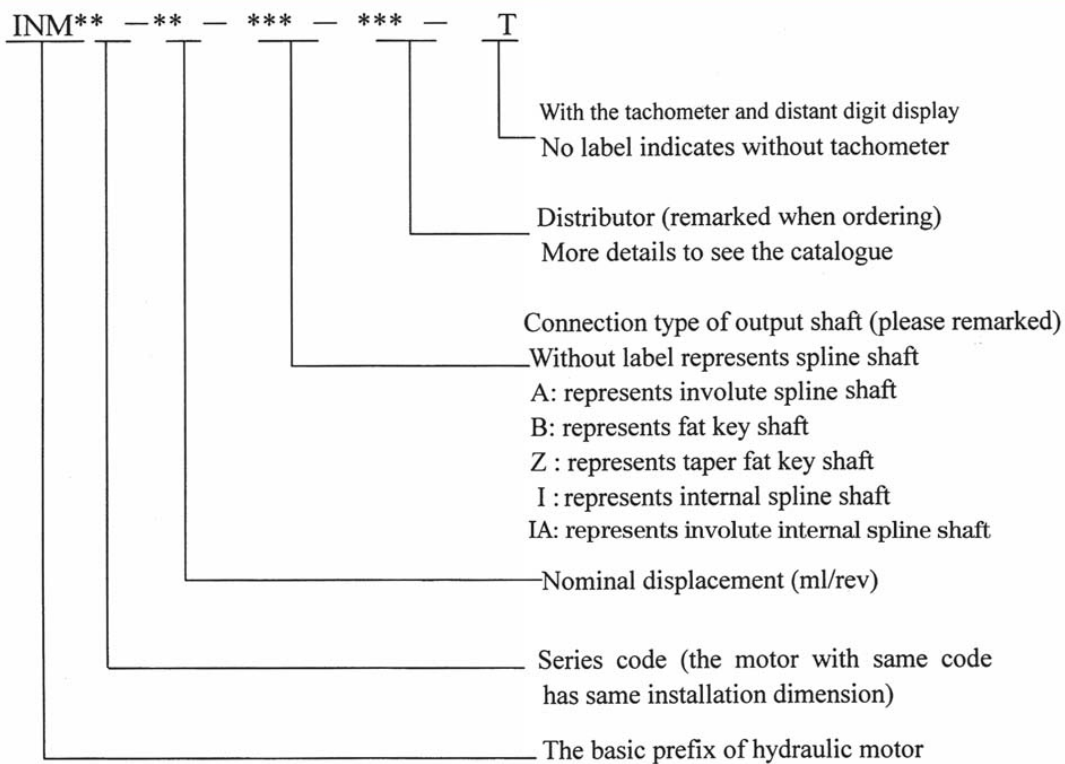 INM** -** - *** - *** - T
With the tachometer and distant digit display
No label indicates without tachometer
Distributor (remarked when ordering)
More details to see the catalogue
Connection type of output shaft (please remarked)
Without label represents spline shaft
A: represents involute spline shaft
B: represents fat key shaft
Z : represents taper fat key shaft
I : represents internal spline shaft
IA: represents involute internal spline shaft
Nominal displacement (ml/rev)
Series code (the motor with same code
has same installation dimension)
The basic prefix of hydraulic motor